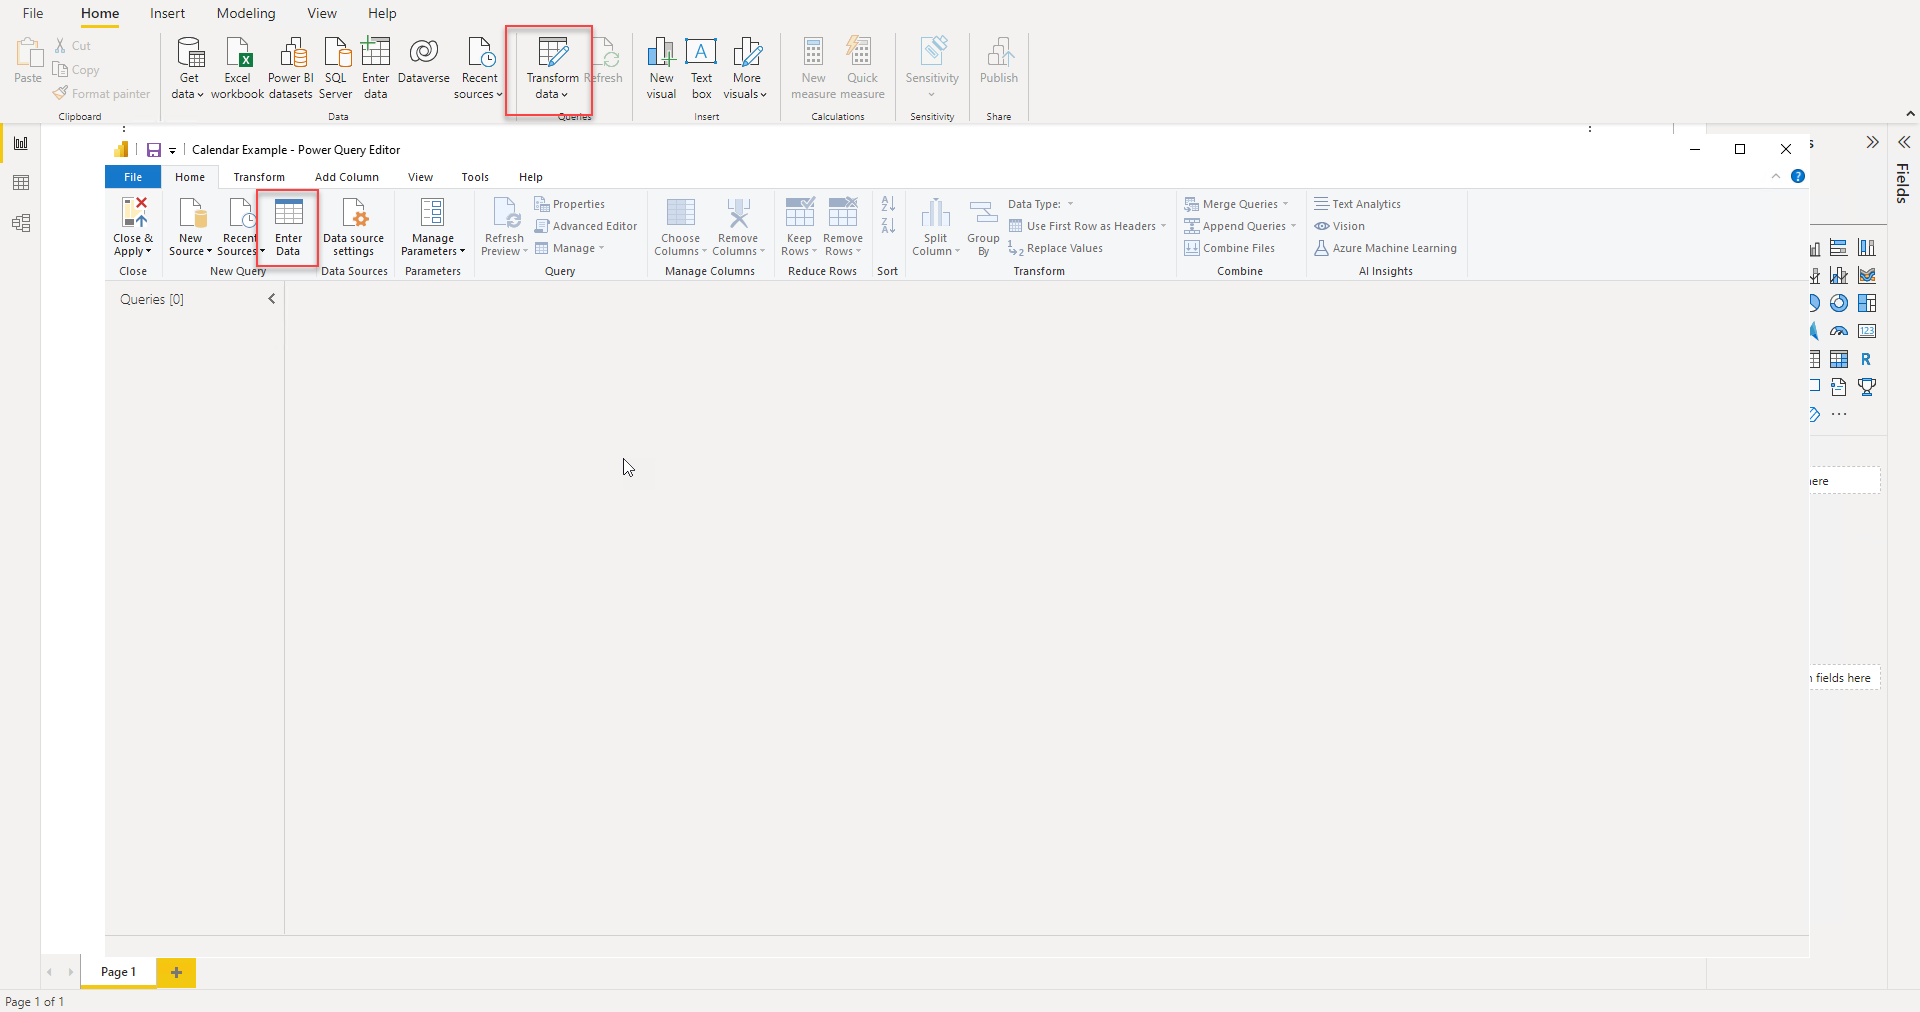 File Home Insert Modeling View Help
Paste
Cut
Copy
Format painter
Clipboard
Get data
Excel workbook
Power BI datasets
SQL Server
Enter data
Dataverse
Recent sources
Data
Transform data
Refresh
Queries
New visual
Text box
More visuals
Insert
New measure
Quick measure
Calculations
Sensitivity
Sensitivity
Publish
Share
Calendar Example - Power Query Editor
File Home Transform Add Column View Tools Help
Close & Apply
Close
New Source
Recent Sources
Enter Data
New Query
Data source settings
Data Sources
Manage Parameters
Parameters
Refresh Preview
Properties
Advanced Editor
Manage
Query
Choose Columns
Remove Columns
Manage Columns
Keep Rows
Remove Rows
Reduce Rows
A
Z
Z
A
Sort
Split Column
Group By
Data Type:
Use First Row as Headers
1
2
Replace Values
Transform
Merge Queries
Append Queries
Combine Files
Combine
Text Analytics
Vision
Azure Machine Learning
AI Insights
Queries [0]
s
Fields
123
R
ere
fields here
Page 1
Page 1 of 1